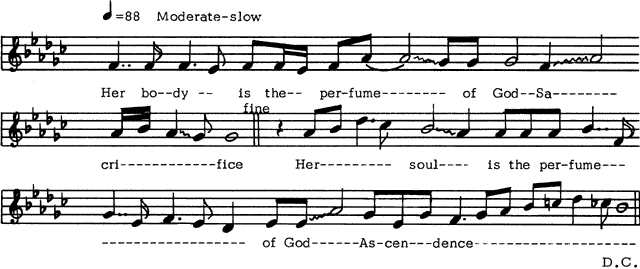 ♩=88 Moderate-slow
Her bo--dy -- is the-- per-fume--------- of God--Sa---------
fine
cri-------------fice Her--------- soul---- is the per-fume---
-------------------- of God------As-cen--dence----------------------
D.C.